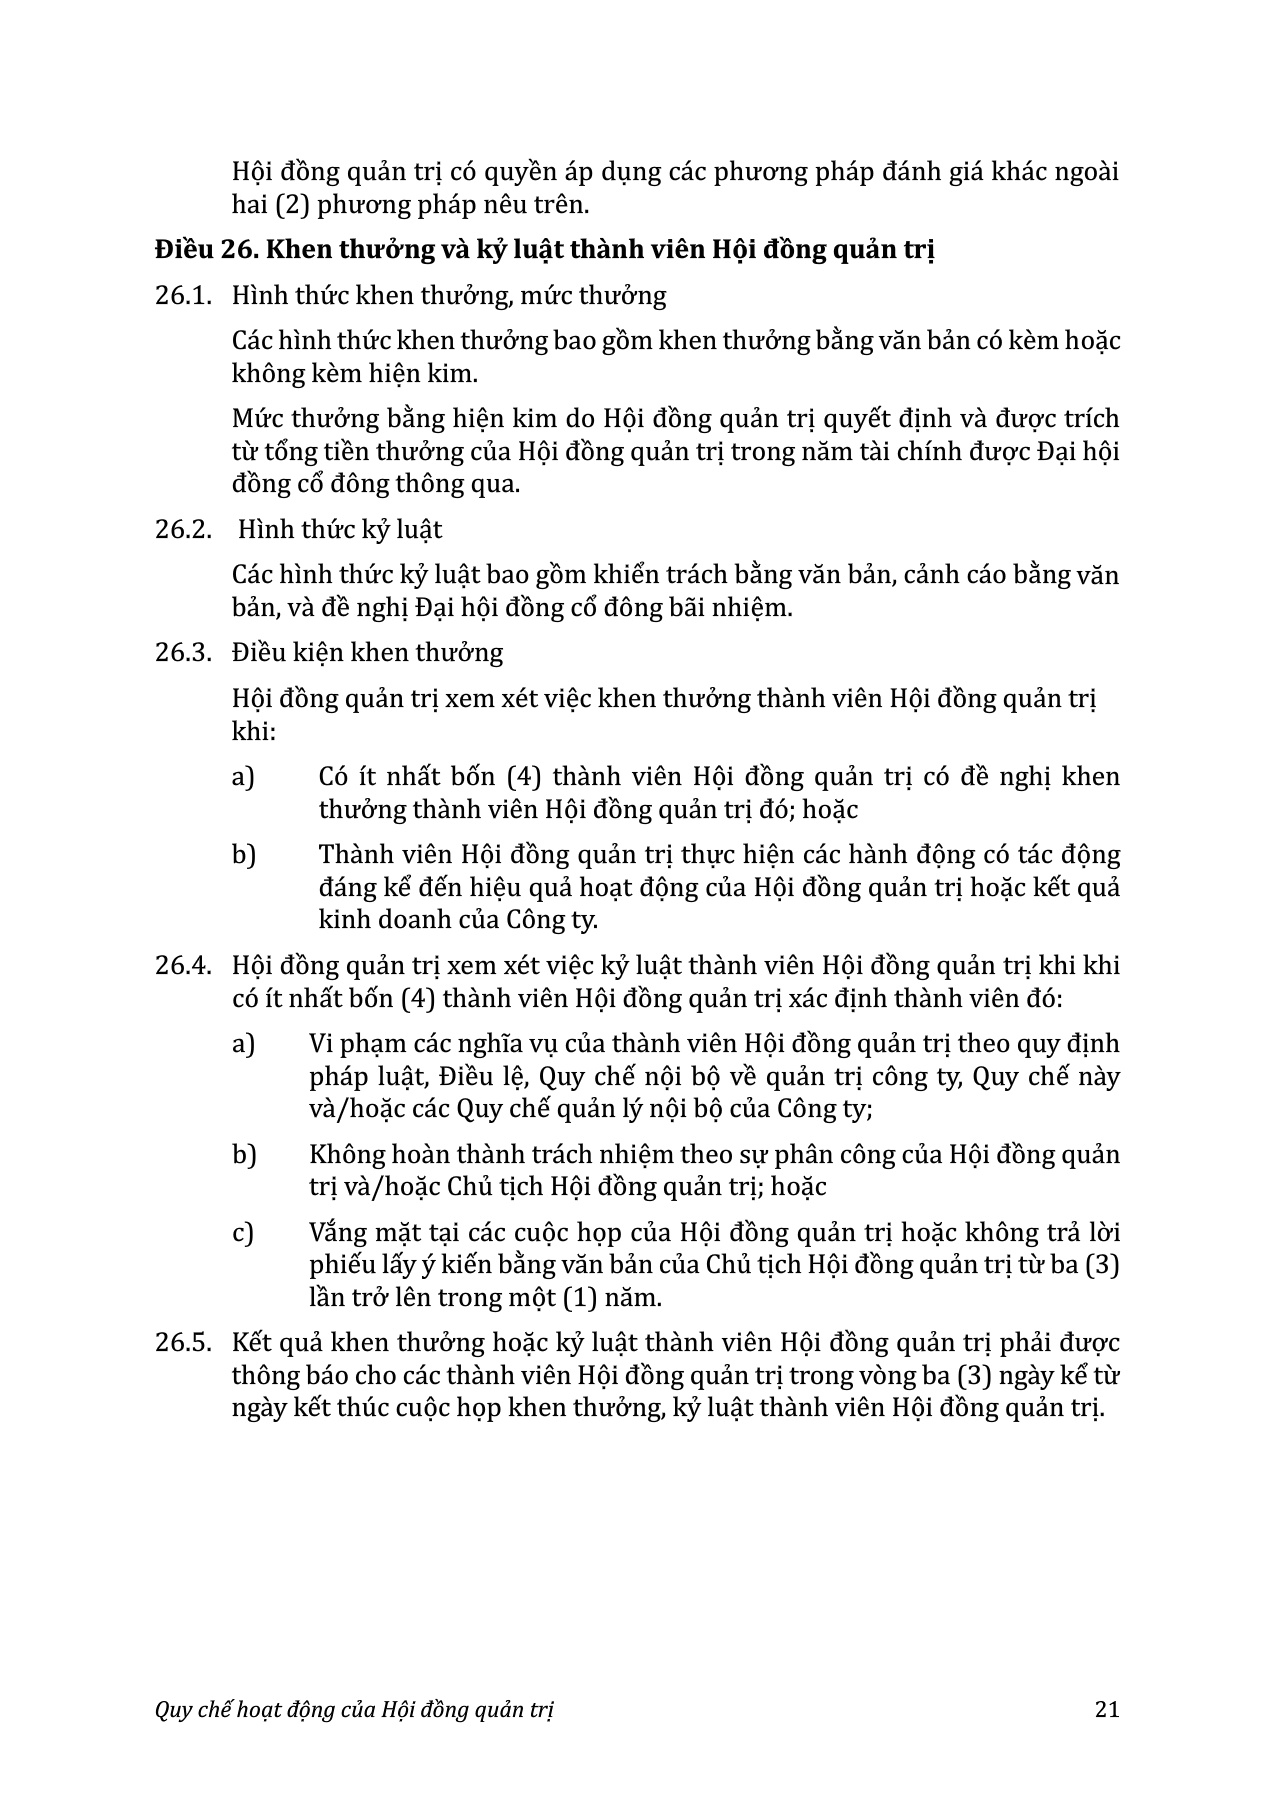 Hội đồng quản trị có quyền áp dụng các phương pháp đánh giá khác ngoài
hai (2) phương pháp nêu trên.
Điều 26. Khen thưởng và kỷ luật thành viên Hội đồng quản trị
26.1. Hình thức khen thưởng, mức thưởng
Các hình thức khen thưởng bao gồm khen thưởng bằng văn bản có kèm hoặc
không kèm hiện kim.
Mức thưởng bằng hiện kim do Hội đồng quản trị quyết định và được trích
từ tổng tiền thưởng của Hội đồng quản trị trong năm tài chính được Đại hội
đồng cổ đông thông qua.
26.2. Hình thức kỷ luật
Các hình thức kỷ luật bao gồm khiển trách bằng văn bản, cảnh cáo bằng văn
bản, và đề nghị Đại hội đồng cổ đông bãi nhiệm.
26.3. Điều kiện khen thưởng
Hội đồng quản trị xem xét việc khen thưởng thành viên Hội đồng quản trị
khi:
a) Có ít nhất bốn (4) thành viên Hội đồng quản trị có đề nghị khen
thưởng thành viên Hội đồng quản trị đó; hoặc
b) Thành viên Hội đồng quản trị thực hiện các hành động có tác động
đáng kể đến hiệu quả hoạt động của Hội đồng quản trị hoặc kết quả
kinh doanh của Công ty.
26.4. Hội đồng quản trị xem xét việc kỷ luật thành viên Hội đồng quản trị khi khi
có ít nhất bốn (4) thành viên Hội đồng quản trị xác định thành viên đó:
a) Vi phạm các nghĩa vụ của thành viên Hội đồng quản trị theo quy định
pháp luật, Điều lệ, Quy chế nội bộ về quản trị công ty, Quy chế này
và/hoặc các Quy chế quản lý nội bộ của Công ty;
b) Không hoàn thành trách nhiệm theo sự phân công của Hội đồng quản
trị và/hoặc Chủ tịch Hội đồng quản trị; hoặc
c) Vắng mặt tại các cuộc họp của Hội đồng quản trị hoặc không trả lời
phiếu lấy ý kiến bằng văn bản của Chủ tịch Hội đồng quản trị từ ba (3)
lần trở lên trong một (1) năm.
26.5. Kết quả khen thưởng hoặc kỷ luật thành viên Hội đồng quản trị phải được
thông báo cho các thành viên Hội đồng quản trị trong vòng ba (3) ngày kể từ
ngày kết thúc cuộc họp khen thưởng, kỷ luật thành viên Hội đồng quản trị.
Quy chế hoạt động của Hội đồng quản trị 21